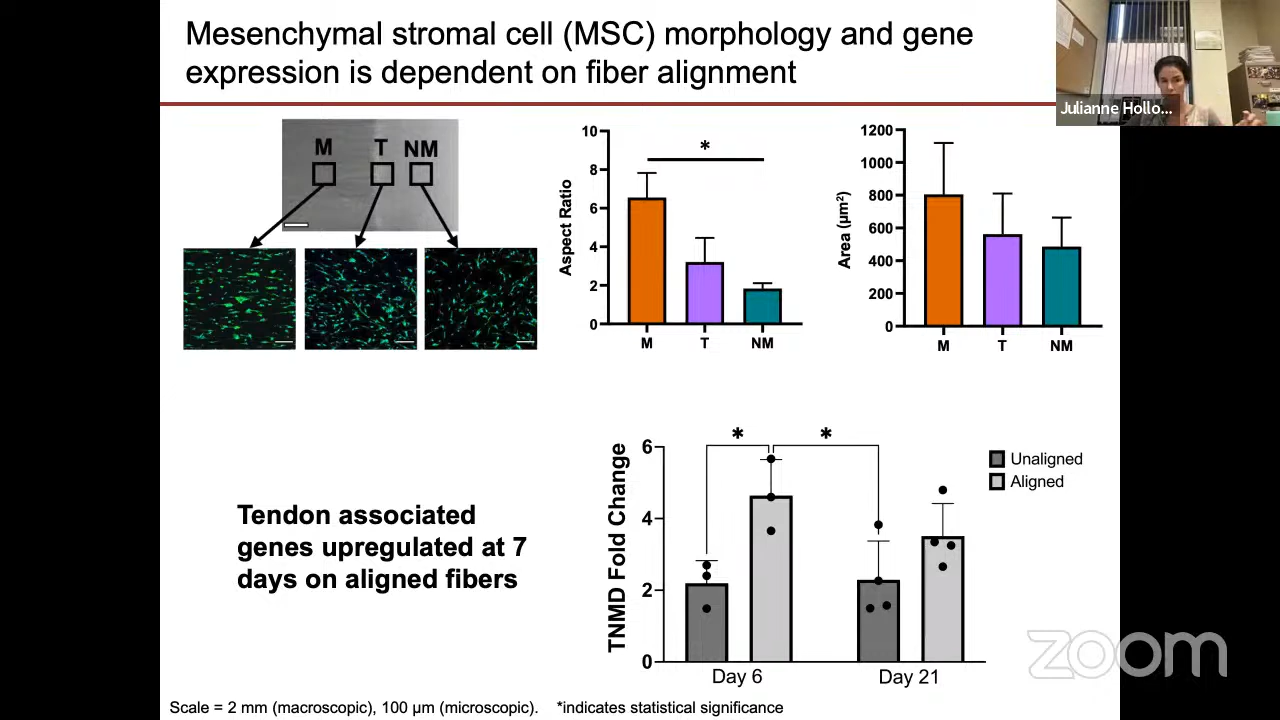 Mesenchymal stromal cell (MSC) morphology and gene
expression is dependent on fiber alignment
Julianne Hollo...
M T NM
10
8
6
4
2
0
Aspect Ratio
*
M T NM
1200
1000
800
600
400
200
0
Area (µm²)
M T NM
Tendon associated
genes upregulated at 7
days on aligned fibers
6
4
2
0
TNMD Fold Change
* *
Day 6 Day 21
Unaligned
Aligned
zoom
Scale = 2 mm (macroscopic), 100 µm (microscopic). *indicates statistical significance